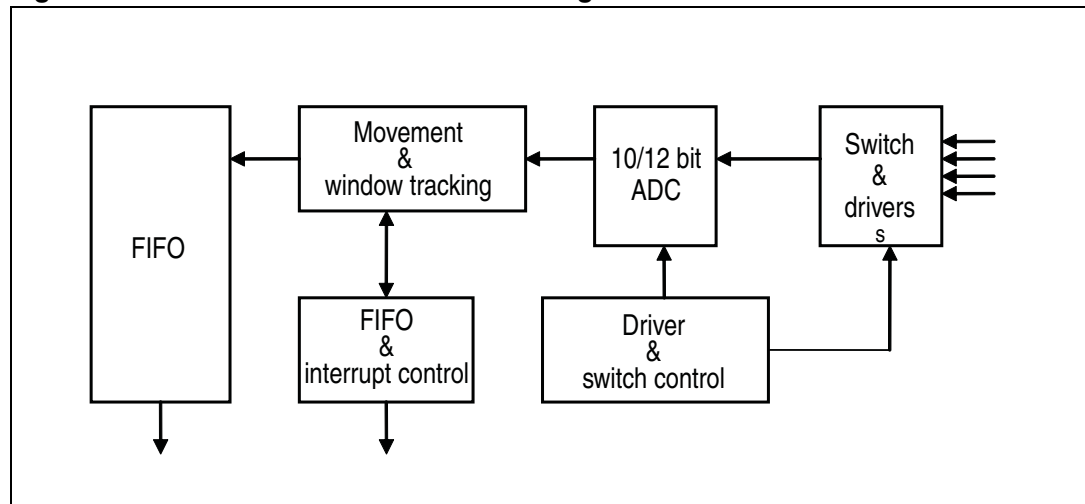 FIFO
Movement
&
window tracking
10/12 bit
ADC
Switch
&
drivers
s
FIFO
&
interrupt control
Driver
&
switch control